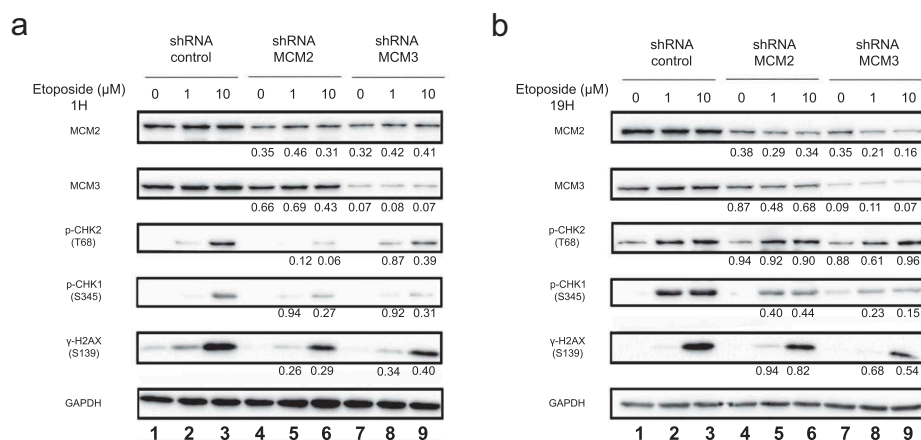 a
shRNA control shRNA MCM2 shRNA MCM3
Etoposide (µM) 0 1 10 0 1 10 0 1 10
1H
MCM2
0.35 0.46 0.31 0.32 0.42 0.41
MCM3
0.66 0.69 0.43 0.07 0.08 0.07
p-CHK2
(T68)
0.12 0.06 0.87 0.39
p-CHK1
(S345)
0.94 0.27 0.92 0.31
γ-H2AX
(S139)
0.26 0.29 0.34 0.40
GAPDH
1 2 3 4 5 6 7 8 9
b
shRNA control shRNA MCM2 shRNA MCM3
Etoposide (µM) 0 1 10 0 1 10 0 1 10
19H
MCM2
0.38 0.29 0.34 0.35 0.21 0.16
MCM3
0.87 0.48 0.68 0.09 0.11 0.07
p-CHK2
(T68)
0.94 0.92 0.90 0.88 0.61 0.96
p-CHK1
(S345)
0.40 0.44 0.23 0.15
γ-H2AX
(S139)
0.94 0.82 0.68 0.54
GAPDH
1 2 3 4 5 6 7 8 9